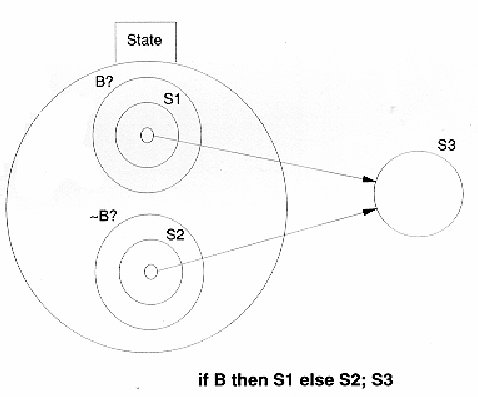 State
B?
S1
S3
~B?
S2
if B then S1 else S2; S3